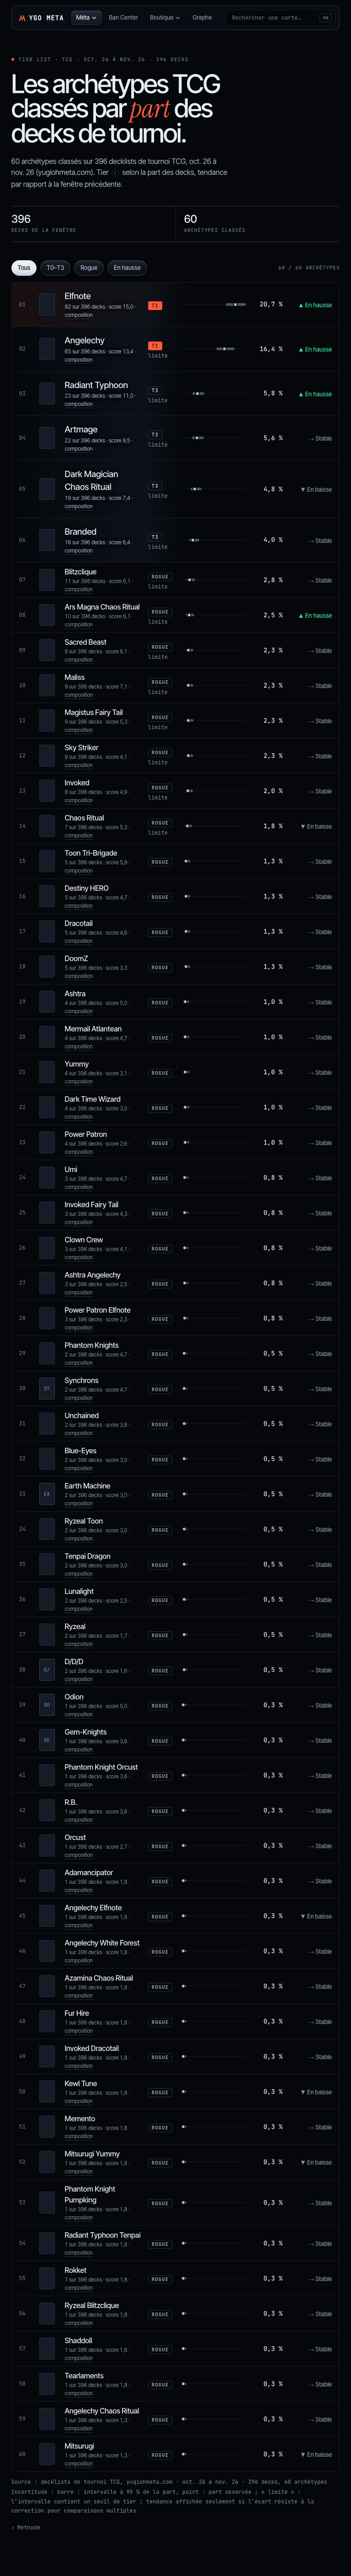 YGO META Méta Ban Center Boutique Graphe Rechercher une carte… ⌘K
TIER LIST · TCG · OCT. 26 À NOV. 26 · 396 DECKS
Les archétypes TCG
classés par part des
decks de tournoi.
60 archétypes classés sur 396 decklists de tournoi TCG, oct. 26 à
nov. 26 (yugiohmeta.com). Tier i selon la part des decks, tendance
par rapport à la fenêtre précédente.
396 60
DECKS DE LA FENÊTRE ARCHÉTYPES CLASSÉS
Tous T0–T3 Rogue En hausse 60 / 60 ARCHÉTYPES
01 Elfnote T1 20,7 % ▲ En hausse
82 sur 396 decks · score 15,0 ·
composition
02 Angelechy T1 limite 16,4 % ▲ En hausse
65 sur 396 decks · score 13,4 ·
composition
03 Radiant Typhoon T3 limite 5,8 % ▲ En hausse
23 sur 396 decks · score 11,0 ·
composition
04 Artmage T3 limite 5,6 % → Stable
22 sur 396 decks · score 9,5 ·
composition
05 Dark Magician
Chaos Ritual T3 limite 4,8 % ▼ En baisse
19 sur 396 decks · score 7,4 ·
composition
06 Branded T3 limite 4,0 % → Stable
16 sur 396 decks · score 6,4 ·
composition
07 Blitzclique ROGUE limite 2,8 % → Stable
11 sur 396 decks · score 6,1 ·
composition
08 Ars Magna Chaos Ritual ROGUE limite 2,5 % ▲ En hausse
10 sur 396 decks · score 6,1 ·
composition
09 Sacred Beast ROGUE limite 2,3 % → Stable
9 sur 396 decks · score 8,1 ·
composition
10 Maliss ROGUE limite 2,3 % → Stable
9 sur 396 decks · score 7,1 ·
composition
11 Magistus Fairy Tail ROGUE limite 2,3 % → Stable
9 sur 396 decks · score 5,3 ·
composition
12 Sky Striker ROGUE limite 2,3 % → Stable
9 sur 396 decks · score 4,1 ·
composition
13 Invoked ROGUE limite 2,0 % → Stable
8 sur 396 decks · score 4,9 ·
composition
14 Chaos Ritual ROGUE limite 1,8 % ▼ En baisse
7 sur 396 decks · score 5,3 ·
composition
15 Toon Tri-Brigade ROGUE 1,3 % → Stable
5 sur 396 decks · score 5,9 ·
composition
16 Destiny HERO ROGUE 1,3 % → Stable
5 sur 396 decks · score 4,7 ·
composition
17 Dracotail ROGUE 1,3 % → Stable
5 sur 396 decks · score 4,6 ·
composition
18 DoomZ ROGUE 1,3 % → Stable
5 sur 396 decks · score 3,3 ·
composition
19 Ashtra ROGUE 1,0 % → Stable
4 sur 396 decks · score 5,0 ·
composition
20 Mermail Atlantean ROGUE 1,0 % → Stable
4 sur 396 decks · score 4,7 ·
composition
21 Yummy ROGUE 1,0 % → Stable
4 sur 396 decks · score 3,1 ·
composition
22 Dark Time Wizard ROGUE 1,0 % → Stable
4 sur 396 decks · score 3,0 ·
composition
23 Power Patron ROGUE 1,0 % → Stable
4 sur 396 decks · score 2,6 ·
composition
24 Umi ROGUE 0,8 % → Stable
3 sur 396 decks · score 4,7 ·
composition
25 Invoked Fairy Tail ROGUE 0,8 % → Stable
3 sur 396 decks · score 4,3 ·
composition
26 Clown Crew ROGUE 0,8 % → Stable
3 sur 396 decks · score 4,1 ·
composition
27 Ashtra Angelechy ROGUE 0,8 % → Stable
3 sur 396 decks · score 2,5 ·
composition
28 Power Patron Elfnote ROGUE 0,8 % → Stable
3 sur 396 decks · score 2,3 ·
composition
29 Phantom Knights ROGUE 0,5 % → Stable
2 sur 396 decks · score 4,7 ·
composition
30 SY Synchrons ROGUE 0,5 % → Stable
2 sur 396 decks · score 4,7 ·
composition
31 Unchained ROGUE 0,5 % → Stable
2 sur 396 decks · score 3,8 ·
composition
32 Blue-Eyes ROGUE 0,5 % → Stable
2 sur 396 decks · score 3,0 ·
composition
33 EA Earth Machine ROGUE 0,5 % → Stable
2 sur 396 decks · score 3,0 ·
composition
34 Ryzeal Toon ROGUE 0,5 % → Stable
2 sur 396 decks · score 3,0 ·
composition
35 Tenpai Dragon ROGUE 0,5 % → Stable
2 sur 396 decks · score 3,0 ·
composition
36 Lunalight ROGUE 0,5 % → Stable
2 sur 396 decks · score 2,5 ·
composition
37 Ryzeal ROGUE 0,5 % → Stable
2 sur 396 decks · score 1,7 ·
composition
38 D/ D/D/D ROGUE 0,5 % → Stable
2 sur 396 decks · score 1,6 ·
composition
39 OD Odion ROGUE 0,3 % → Stable
1 sur 396 decks · score 5,0 ·
composition
40 GE Gem-Knights ROGUE 0,3 % → Stable
1 sur 396 decks · score 3,6 ·
composition
41 Phantom Knight Orcust ROGUE 0,3 % → Stable
1 sur 396 decks · score 3,6 ·
composition
42 R.B. ROGUE 0,3 % → Stable
1 sur 396 decks · score 3,6 ·
composition
43 Orcust ROGUE 0,3 % → Stable
1 sur 396 decks · score 2,7 ·
composition
44 Adamancipator ROGUE 0,3 % → Stable
1 sur 396 decks · score 1,8 ·
composition
45 Angelechy Elfnote ROGUE 0,3 % ▼ En baisse
1 sur 396 decks · score 1,8 ·
composition
46 Angelechy White Forest ROGUE 0,3 % → Stable
1 sur 396 decks · score 1,8 ·
composition
47 Azamina Chaos Ritual ROGUE 0,3 % → Stable
1 sur 396 decks · score 1,8 ·
composition
48 Fur Hire ROGUE 0,3 % → Stable
1 sur 396 decks · score 1,8 ·
composition
49 Invoked Dracotail ROGUE 0,3 % → Stable
1 sur 396 decks · score 1,8 ·
composition
50 Kewl Tune ROGUE 0,3 % ▼ En baisse
1 sur 396 decks · score 1,8 ·
composition
51 Memento ROGUE 0,3 % → Stable
1 sur 396 decks · score 1,8 ·
composition
52 Mitsurugi Yummy ROGUE 0,3 % ▼ En baisse
1 sur 396 decks · score 1,8 ·
composition
53 Phantom Knight
Pumpking ROGUE 0,3 % → Stable
1 sur 396 decks · score 1,8 ·
composition
54 Radiant Typhoon Tenpai ROGUE 0,3 % → Stable
1 sur 396 decks · score 1,8 ·
composition
55 Rokket ROGUE 0,3 % → Stable
1 sur 396 decks · score 1,8 ·
composition
56 Ryzeal Blitzclique ROGUE 0,3 % → Stable
1 sur 396 decks · score 1,8 ·
composition
57 Shaddoll ROGUE 0,3 % → Stable
1 sur 396 decks · score 1,8 ·
composition
58 Tearlaments ROGUE 0,3 % → Stable
1 sur 396 decks · score 1,8 ·
composition
59 Angelechy Chaos Ritual ROGUE 0,3 % → Stable
1 sur 396 decks · score 1,3 ·
composition
60 Mitsurugi ROGUE 0,3 % ▼ En baisse
1 sur 396 decks · score 1,3 ·
composition
Source : decklists de tournoi TCG, yugiohmeta.com · oct. 26 à nov. 26 · 396 decks, 60 archétypes
Incertitude : barre : intervalle à 95 % de la part, point : part observée ; « limite » :
l'intervalle contient un seuil de tier ; tendance affichée seulement si l'écart résiste à la
correction pour comparaisons multiples
› Méthode